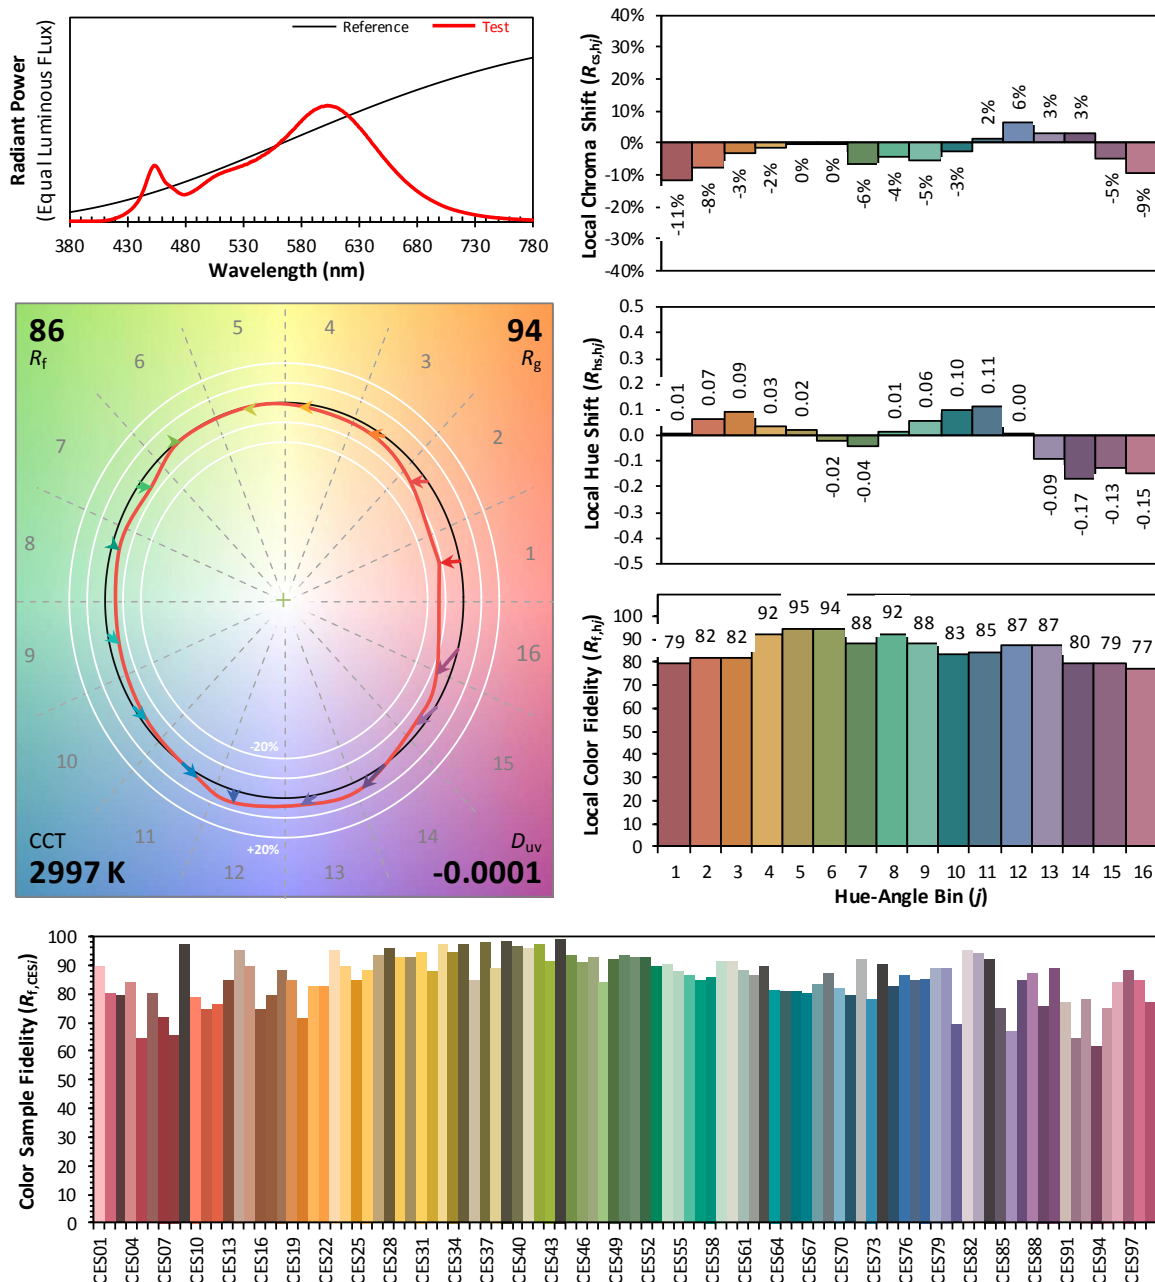 Radiant Power
(Equal Luminous FLux
Reference
Test
380 430 480 530 580 630 680 730 780
Wavelength (nm)
Local Chroma Shift (Rcs,hj)
40%
30%
20%
10%
0%
-10%
-20%
-30%
-40%
-11% -8% -3% -2% 0% 0% -6% -4% -5% -3% 2% 6% 3% 3% -5% -9%
86
Rf
94
Rg
1 2 3 4 5 6 7 8 9 10 11 12 13 14 15 16
-20%
+20%
CCT
2997 K
Duv
-0.0001
Local Hue Shift (Rhs,hj)
0.5
0.4
0.3
0.2
0.1
0.0
-0.1
-0.2
-0.3
-0.4
-0.5
0.01 0.07 0.09 0.03 0.02 -0.02 -0.04 0.01 0.06 0.10 0.11 0.00 -0.09 -0.17 -0.13 -0.15
Local Color Fidelity (Rf,hj)
100
90
80
70
60
50
40
30
20
10
0
79 82 82 92 95 94 88 92 88 83 85 87 87 80 79 77
1 2 3 4 5 6 7 8 9 10 11 12 13 14 15 16
Hue-Angle Bin (j)
Color Sample Fidelity (Rf,CESi)
100
90
80
70
60
50
40
30
20
10
0
CES01 CES04 CES07 CES10 CES13 CES16 CES19 CES22 CES25 CES28 CES31 CES34 CES37 CES40 CES43 CES46 CES49 CES52 CES55 CES58 CES61 CES64 CES67 CES70 CES73 CES76 CES79 CES82 CES85 CES88 CES91 CES94 CES97